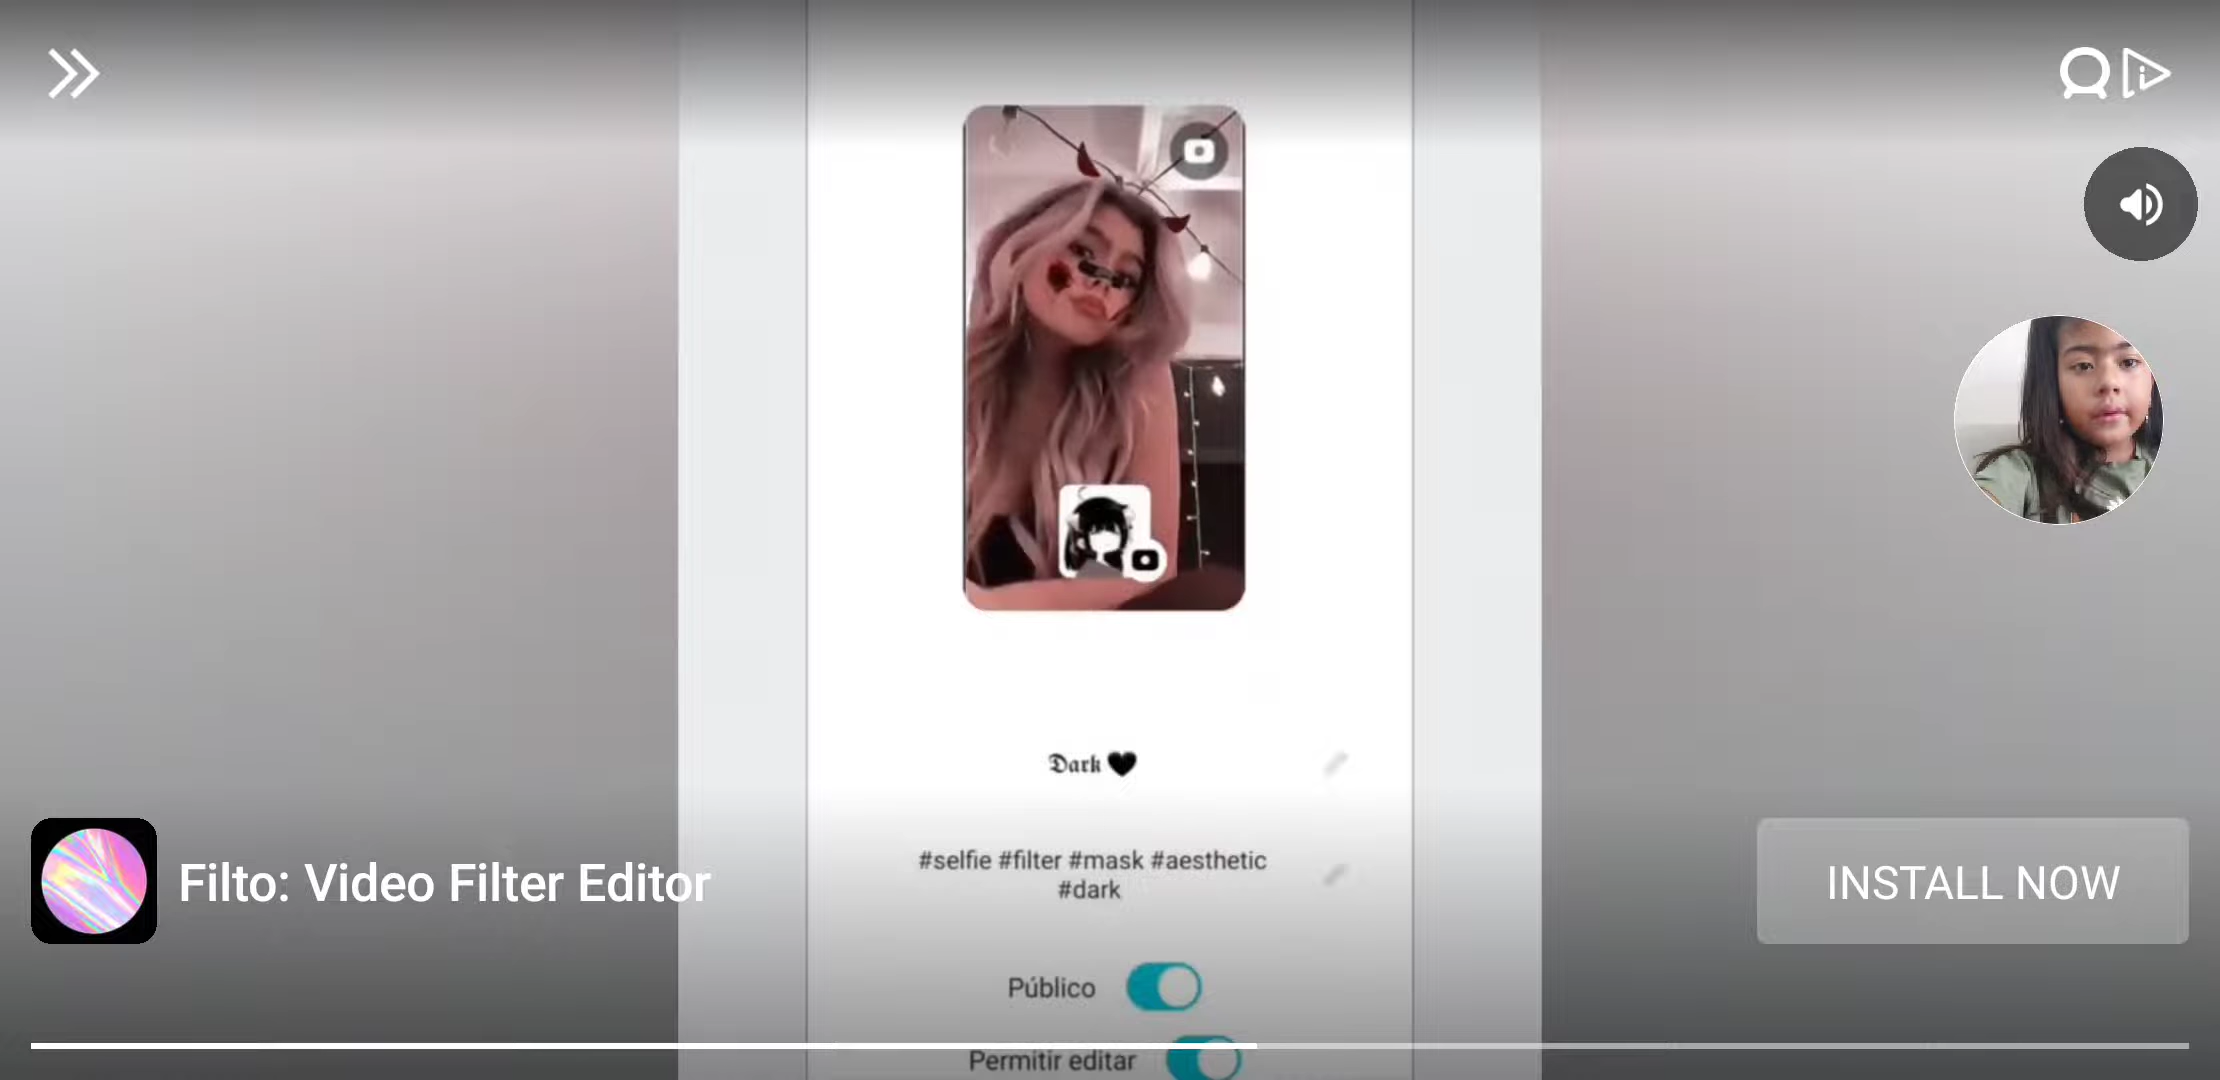 𝕯𝖆𝖗𝖐 🖤
#selfie #filter #mask #aesthetic
#dark
Filto: Video Filter Editor
INSTALL NOW
Público
Permitir editar